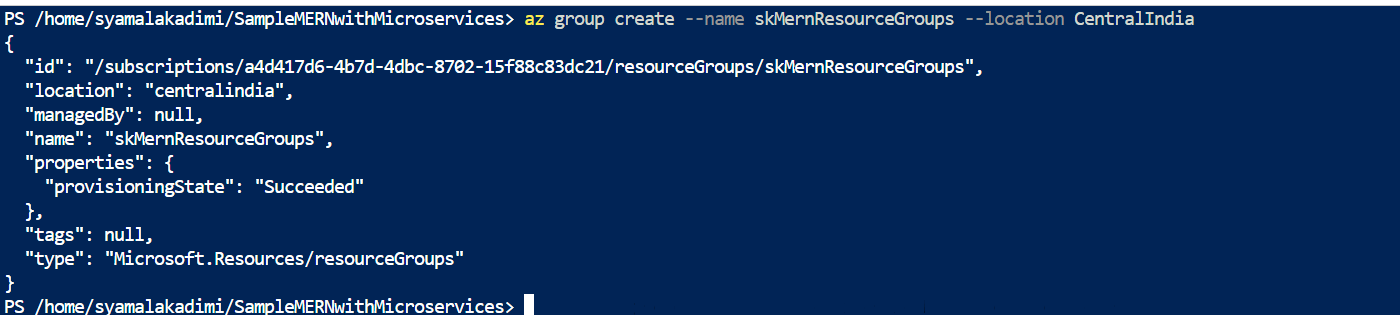 PS /home/syamalakadimi/SampleMERNwithMicroservices> az group create --name skMernResourceGroups --location CentralIndia
{
  "id": "/subscriptions/a4d417d6-4b7d-4dbc-8702-15f88c83dc21/resourceGroups/skMernResourceGroups",
  "location": "centralindia",
  "managedBy": null,
  "name": "skMernResourceGroups",
  "properties": {
    "provisioningState": "Succeeded"
  },
  "tags": null,
  "type": "Microsoft.Resources/resourceGroups"
}
PS /home/syamalakadimi/SampleMERNwithMicroservices>